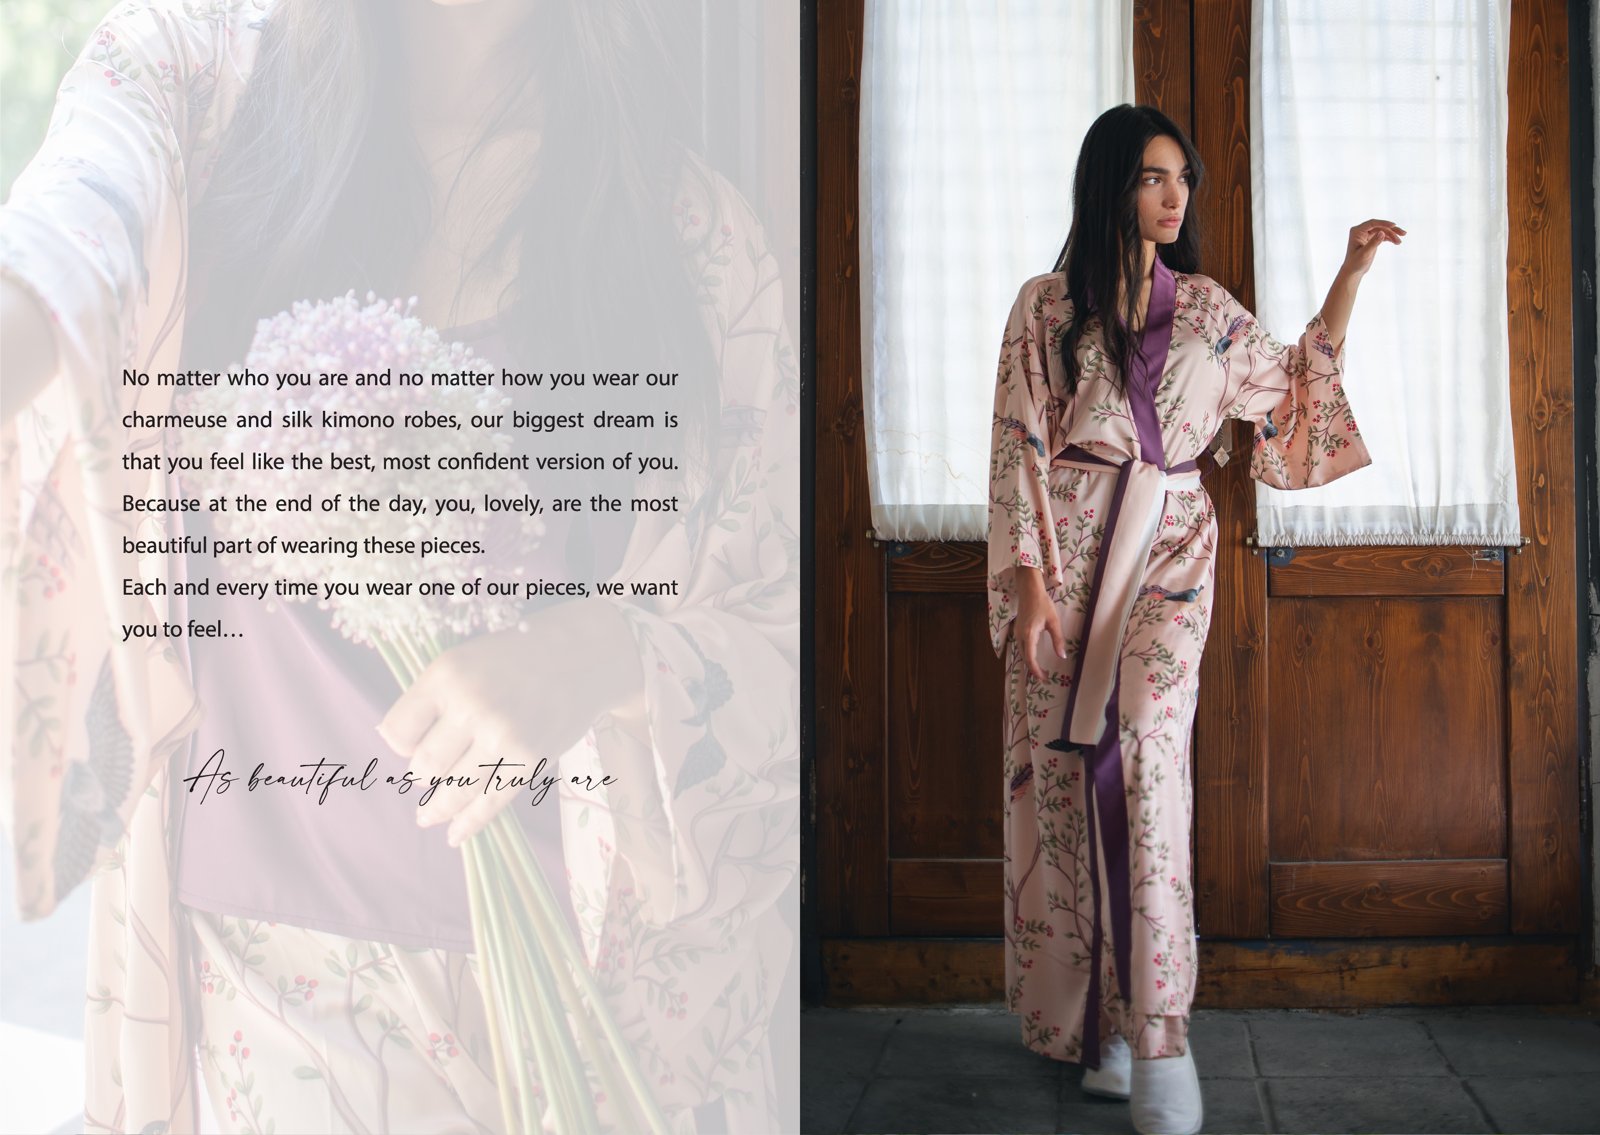 No matter who you are and no matter how you wear our
charmeuse and silk kimono robes, our biggest dream is
that you feel like the best, most confident version of you.
Because at the end of the day, you, lovely, are the most
beautiful part of wearing these pieces.
Each and every time you wear one of our pieces, we want
you to feel…
As beautiful as you truly are